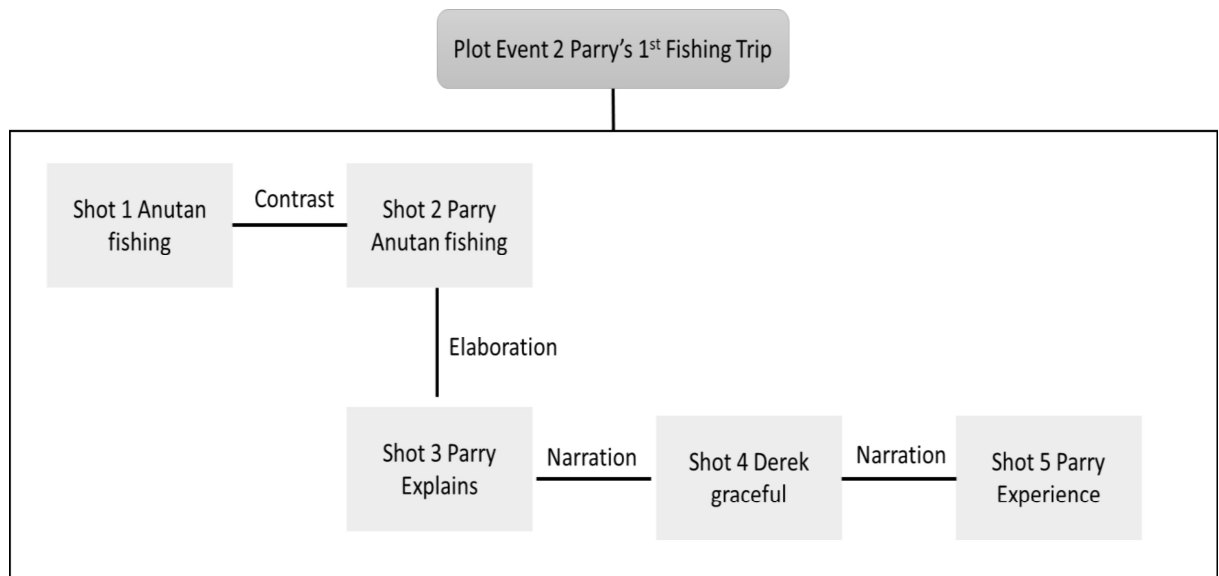 Plot Event 2 Parry’s 1st Fishing Trip
Shot 1 Anutan
fishing
Contrast
Shot 2 Parry
Anutan fishing
Elaboration
Shot 3 Parry
Explains
Narration
Shot 4 Derek
graceful
Narration
Shot 5 Parry
Experience